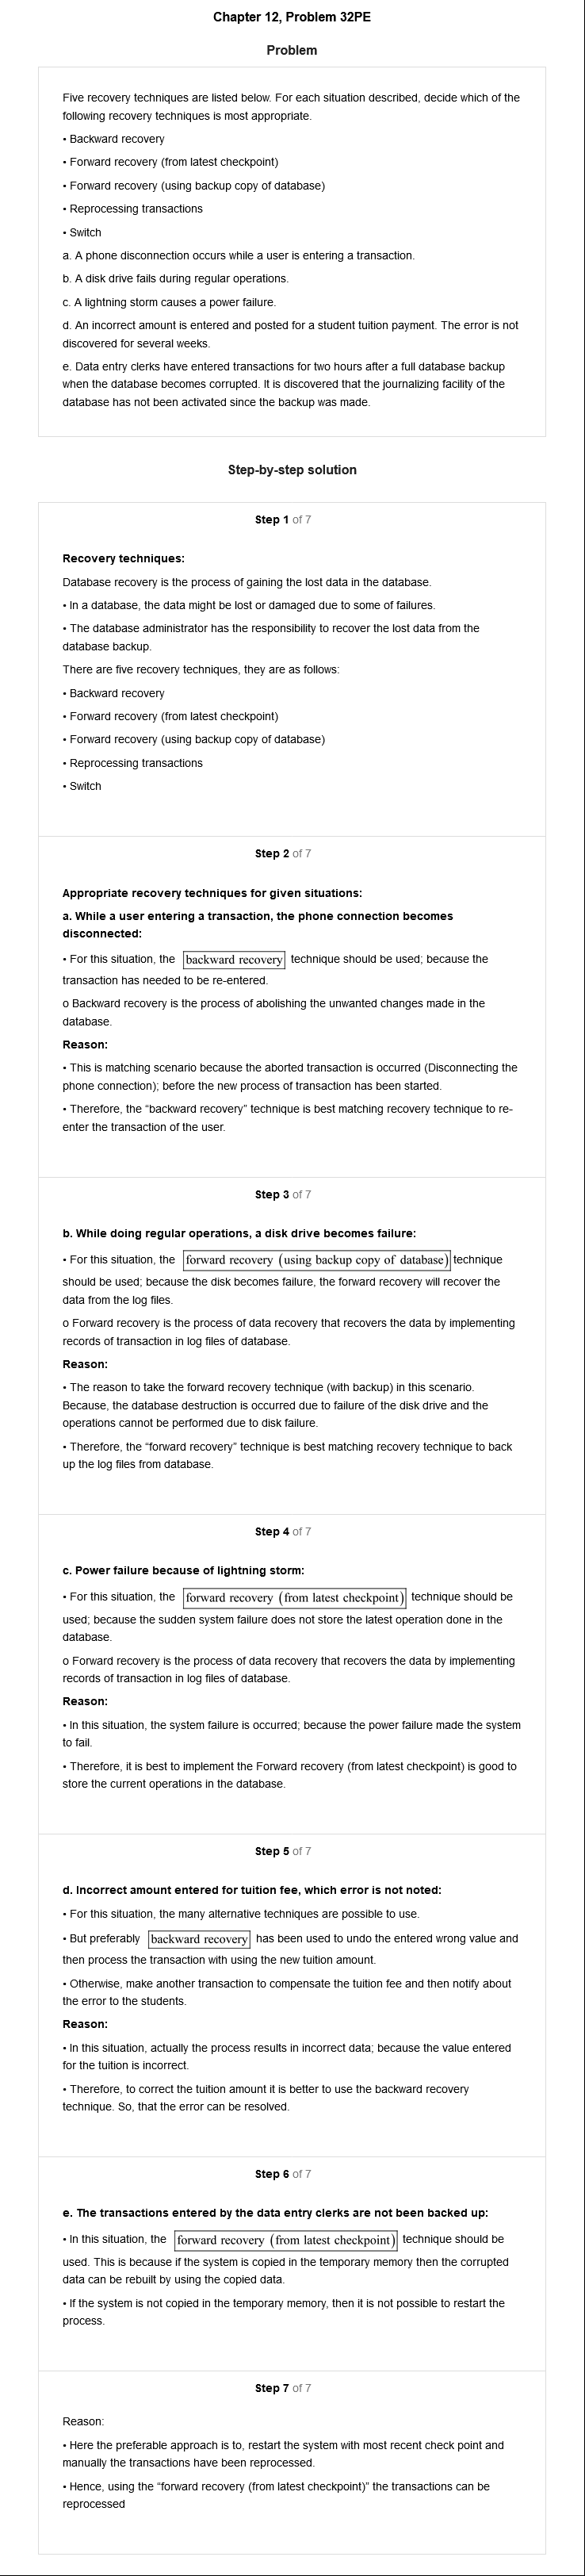 Chapter 12, Problem 32PE
Problem
Five recovery techniques are listed below. For each situation described, decide which of the
following recovery techniques is most appropriate.
• Backward recovery
• Forward recovery (from latest checkpoint)
• Forward recovery (using backup copy of database)
• Reprocessing transactions
• Switch
a. A phone disconnection occurs while a user is entering a transaction.
b. A disk drive fails during regular operations.
c. A lightning storm causes a power failure.
d. An incorrect amount is entered and posted for a student tuition payment. The error is not
discovered for several weeks.
e. Data entry clerks have entered transactions for two hours after a full database backup
when the database becomes corrupted. It is discovered that the journalizing facility of the
database has not been activated since the backup was made.
Step-by-step solution
Step 1 of 7
Recovery techniques:
Database recovery is the process of gaining the lost data in the database.
• In a database, the data might be lost or damaged due to some of failures.
• The database administrator has the responsibility to recover the lost data from the
database backup.
There are five recovery techniques, they are as follows:
• Backward recovery
• Forward recovery (from latest checkpoint)
• Forward recovery (using backup copy of database)
• Reprocessing transactions
• Switch
Step 2 of 7
Appropriate recovery techniques for given situations:
a. While a user entering a transaction, the phone connection becomes
disconnected:
• For this situation, the backward recovery technique should be used; because the
transaction has needed to be re-entered.
o Backward recovery is the process of abolishing the unwanted changes made in the
database.
Reason:
• This is matching scenario because the aborted transaction is occurred (Disconnecting the
phone connection); before the new process of transaction has been started.
• Therefore, the “backward recovery” technique is best matching recovery technique to re-
enter the transaction of the user.
Step 3 of 7
b. While doing regular operations, a disk drive becomes failure:
• For this situation, the forward recovery (using backup copy of database) technique
should be used; because the disk becomes failure, the forward recovery will recover the
data from the log files.
o Forward recovery is the process of data recovery that recovers the data by implementing
records of transaction in log files of database.
Reason:
• The reason to take the forward recovery technique (with backup) in this scenario.
Because, the database destruction is occurred due to failure of the disk drive and the
operations cannot be performed due to disk failure.
• Therefore, the “forward recovery” technique is best matching recovery technique to back
up the log files from database.
Step 4 of 7
c. Power failure because of lightning storm:
• For this situation, the forward recovery (from latest checkpoint) technique should be
used; because the sudden system failure does not store the latest operation done in the
database.
o Forward recovery is the process of data recovery that recovers the data by implementing
records of transaction in log files of database.
Reason:
• In this situation, the system failure is occurred; because the power failure made the system
to fail.
• Therefore, it is best to implement the Forward recovery (from latest checkpoint) is good to
store the current operations in the database.
Step 5 of 7
d. Incorrect amount entered for tuition fee, which error is not noted:
• For this situation, the many alternative techniques are possible to use.
• But preferably backward recovery has been used to undo the entered wrong value and
then process the transaction with using the new tuition amount.
• Otherwise, make another transaction to compensate the tuition fee and then notify about
the error to the students.
Reason:
• In this situation, actually the process results in incorrect data; because the value entered
for the tuition is incorrect.
• Therefore, to correct the tuition amount it is better to use the backward recovery
technique. So, that the error can be resolved.
Step 6 of 7
e. The transactions entered by the data entry clerks are not been backed up:
• In this situation, the forward recovery (from latest checkpoint) technique should be
used. This is because if the system is copied in the temporary memory then the corrupted
data can be rebuilt by using the copied data.
• If the system is not copied in the temporary memory, then it is not possible to restart the
process.
Step 7 of 7
Reason:
• Here the preferable approach is to, restart the system with most recent check point and
manually the transactions have been reprocessed.
• Hence, using the “forward recovery (from latest checkpoint)” the transactions can be
reprocessed